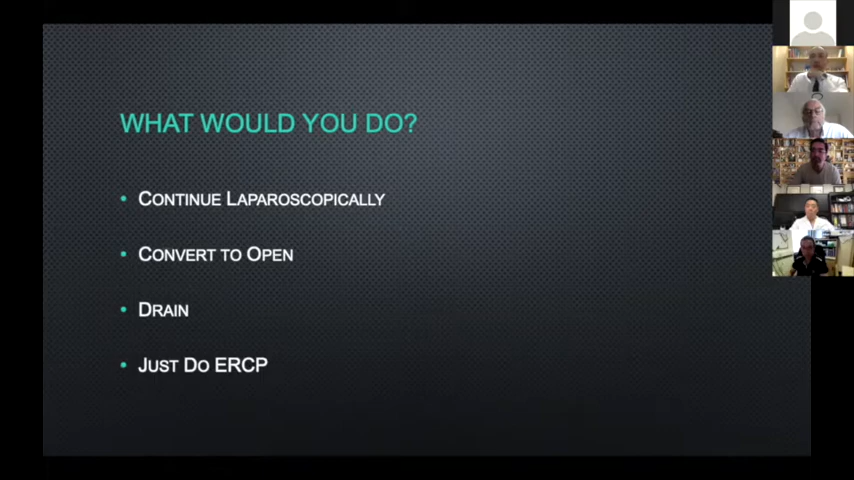 WHAT WOULD YOU DO?
CONTINUE LAPAROSCOPICALLY
CONVERT TO OPEN
DRAIN
JUST DO ERCP